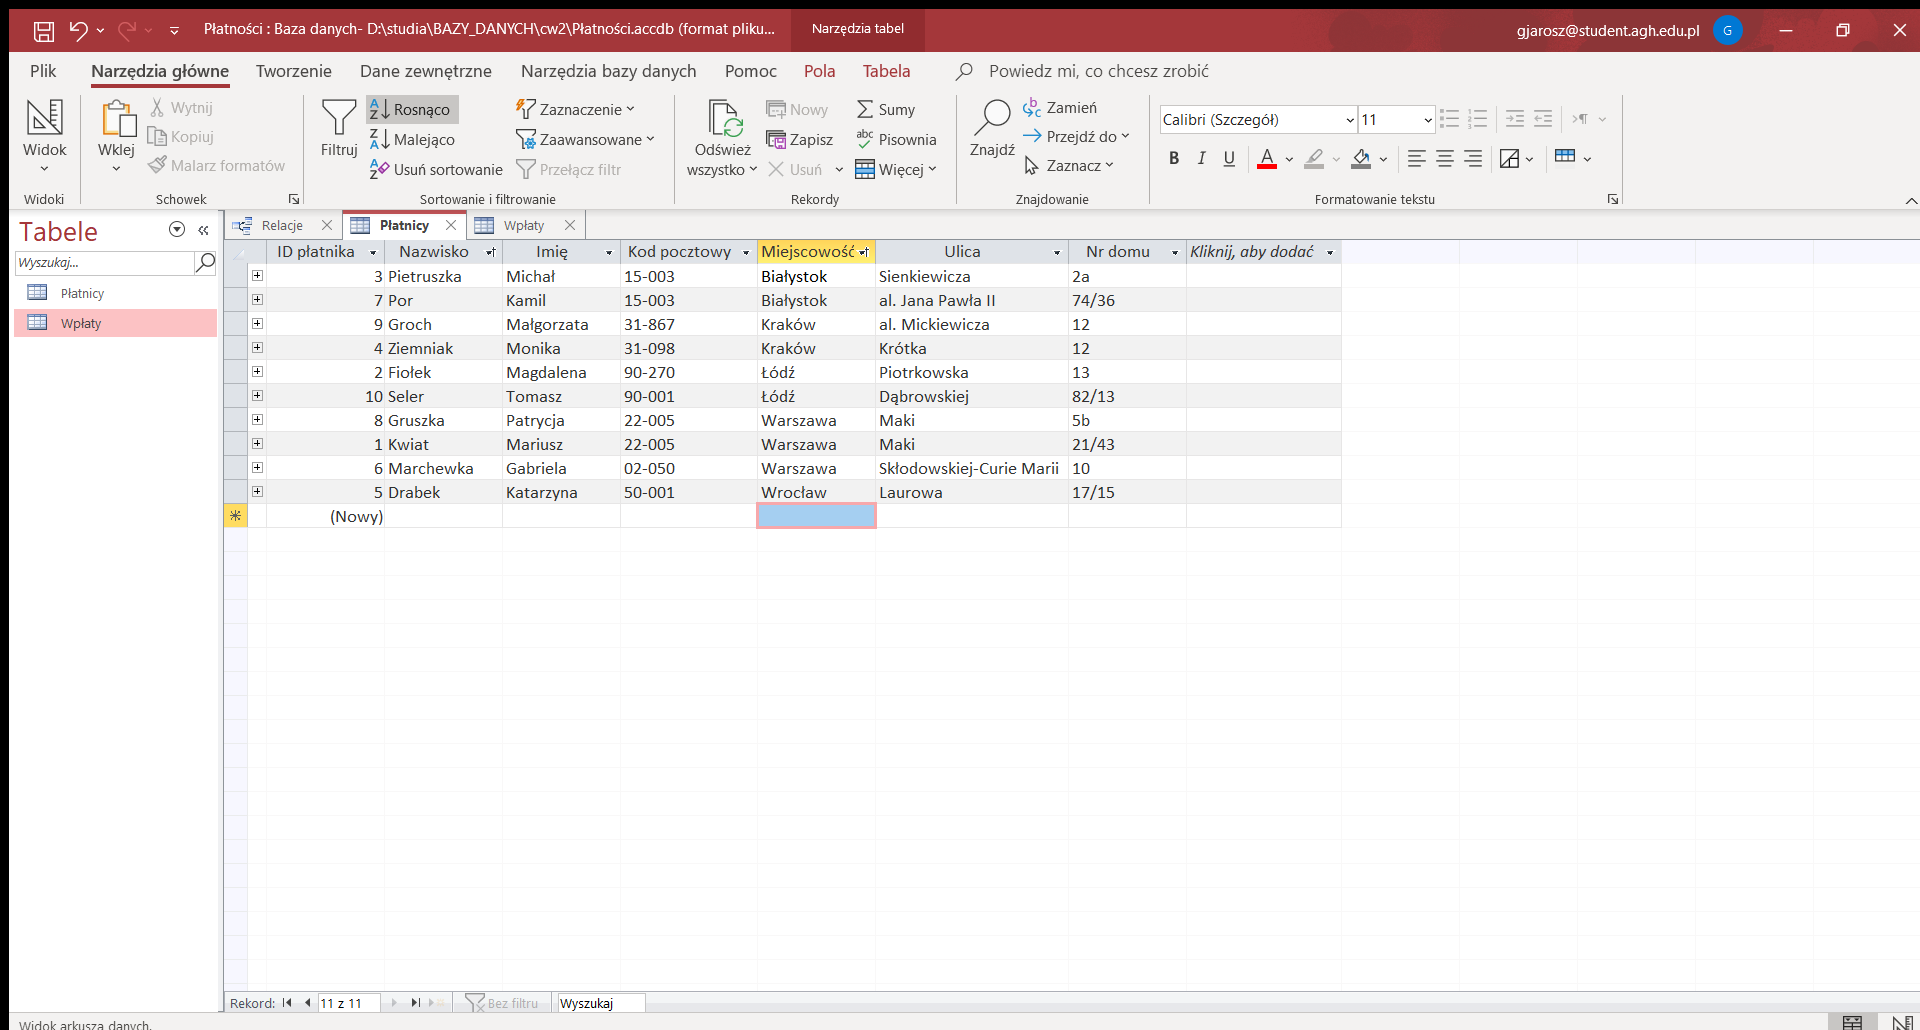 Płatności : Baza danych- D:\studia\BAZY_DANYCH\cw2\Płatności.accdb (format pliku...
Narzędzia tabel
gjarosz@student.agh.edu.pl
G
Plik
Narzędzia główne
Tworzenie
Dane zewnętrzne
Narzędzia bazy danych
Pomoc
Pola
Tabela
Powiedz mi, co chcesz zrobić
Widok
Widoki
Wklej
Wytnij
Kopiuj
Malarz formatów
Schowek
Filtruj
Rosnąco
Malejąco
Usuń sortowanie
Zaznaczenie
Zaawansowane
Przełącz filtr
Sortowanie i filtrowanie
Odśwież
wszystko
Nowy
Zapisz
Usuń
Sumy
Pisownia
Więcej
Rekordy
Znajdź
Zamień
Przejdź do
Zaznacz
Znajdowanie
Calibri (Szczegół)
11
B I U A
Formatowanie tekstu
Tabele
Wyszukaj...
Płatnicy
Wpłaty
Relacje
Płatnicy
Wpłaty
ID płatnika Nazwisko Imię Kod pocztowy Miejscowość Ulica Nr domu Kliknij, aby dodać
3 Pietruszka Michał 15-003 Białystok Sienkiewicza 2a
7 Por Kamil 15-003 Białystok al. Jana Pawła II 74/36
9 Groch Małgorzata 31-867 Kraków al. Mickiewicza 12
4 Ziemniak Monika 31-098 Kraków Krótka 12
2 Fiołek Magdalena 90-270 Łódź Piotrkowska 13
10 Seler Tomasz 90-001 Łódź Dąbrowskiej 82/13
8 Gruszka Patrycja 22-005 Warszawa Maki 5b
1 Kwiat Mariusz 22-005 Warszawa Maki 21/43
6 Marchewka Gabriela 02-050 Warszawa Skłodowskiej-Curie Marii 10
5 Drabek Katarzyna 50-001 Wrocław Laurowa 17/15
(Nowy)
Rekord: 11 z 11 Bez filtru Wyszukaj
Widok arkusza danych.